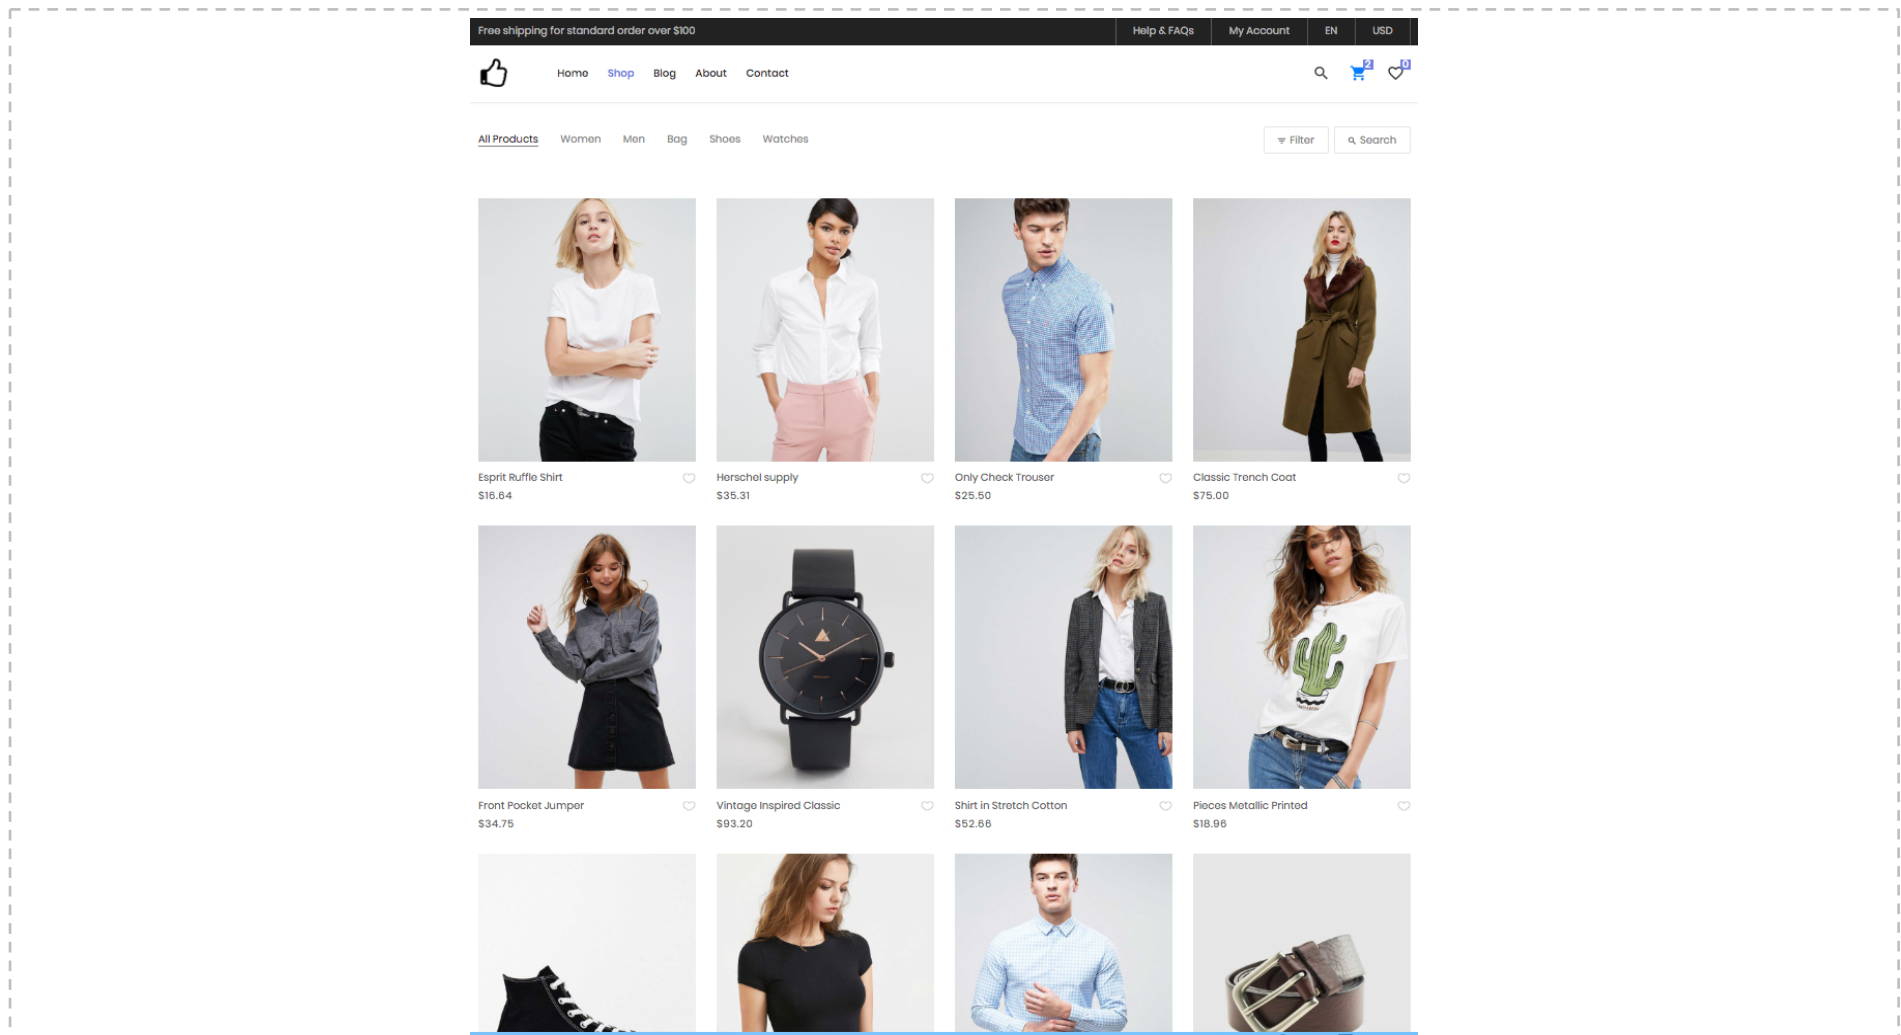 Free shipping for standard order over $100
Help & FAQs
My Account
EN
USD
Home
Shop
Blog
About
Contact
2
0
All Products
Women
Men
Bag
Shoes
Watches
Filter
Search
Esprit Ruffle Shirt
$16.64
Herschel supply
$35.31
Only Check Trouser
$25.50
Classic Trench Coat
$75.00
Front Pocket Jumper
$34.75
Vintage Inspired Classic
$93.20
Shirt in Stretch Cotton
$52.66
Pieces Metallic Printed
$18.96